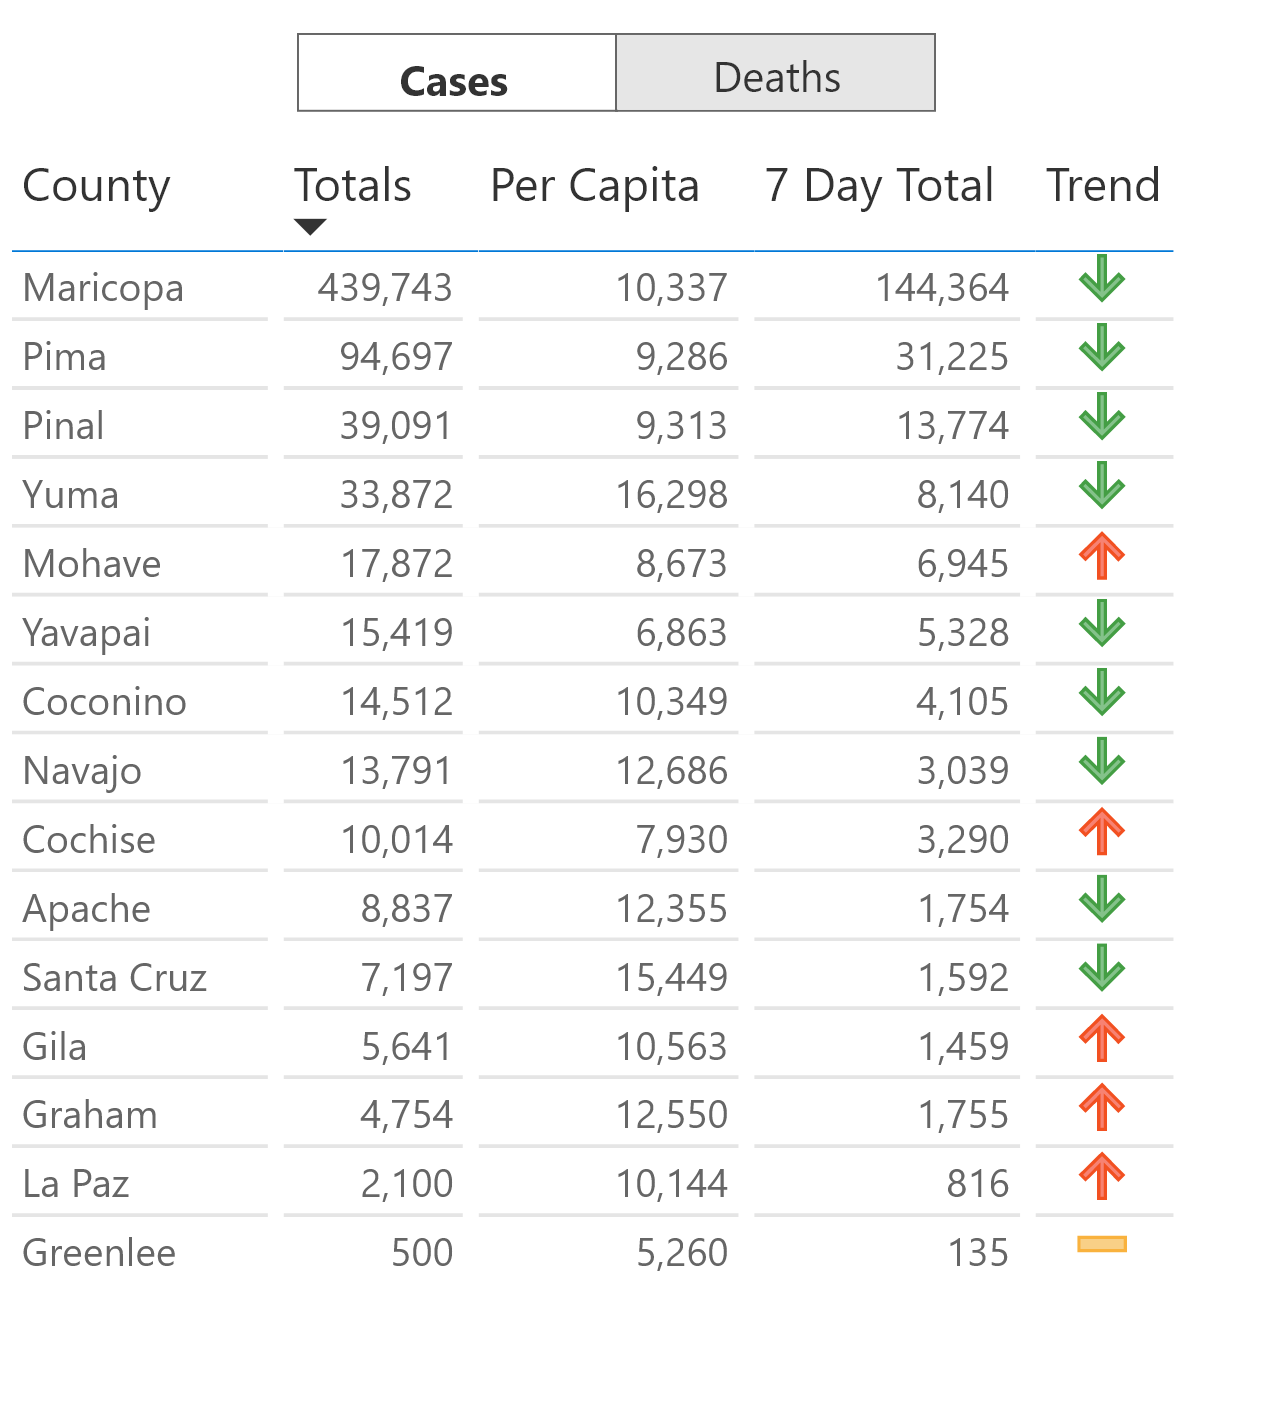 Cases Deaths
County Totals Per Capita 7 Day Total Trend
Maricopa 439,743 10,337 144,364
Pima 94,697 9,286 31,225
Pinal 39,091 9,313 13,774
Yuma 33,872 16,298 8,140
Mohave 17,872 8,673 6,945
Yavapai 15,419 6,863 5,328
Coconino 14,512 10,349 4,105
Navajo 13,791 12,686 3,039
Cochise 10,014 7,930 3,290
Apache 8,837 12,355 1,754
Santa Cruz 7,197 15,449 1,592
Gila 5,641 10,563 1,459
Graham 4,754 12,550 1,755
La Paz 2,100 10,144 816
Greenlee 500 5,260 135